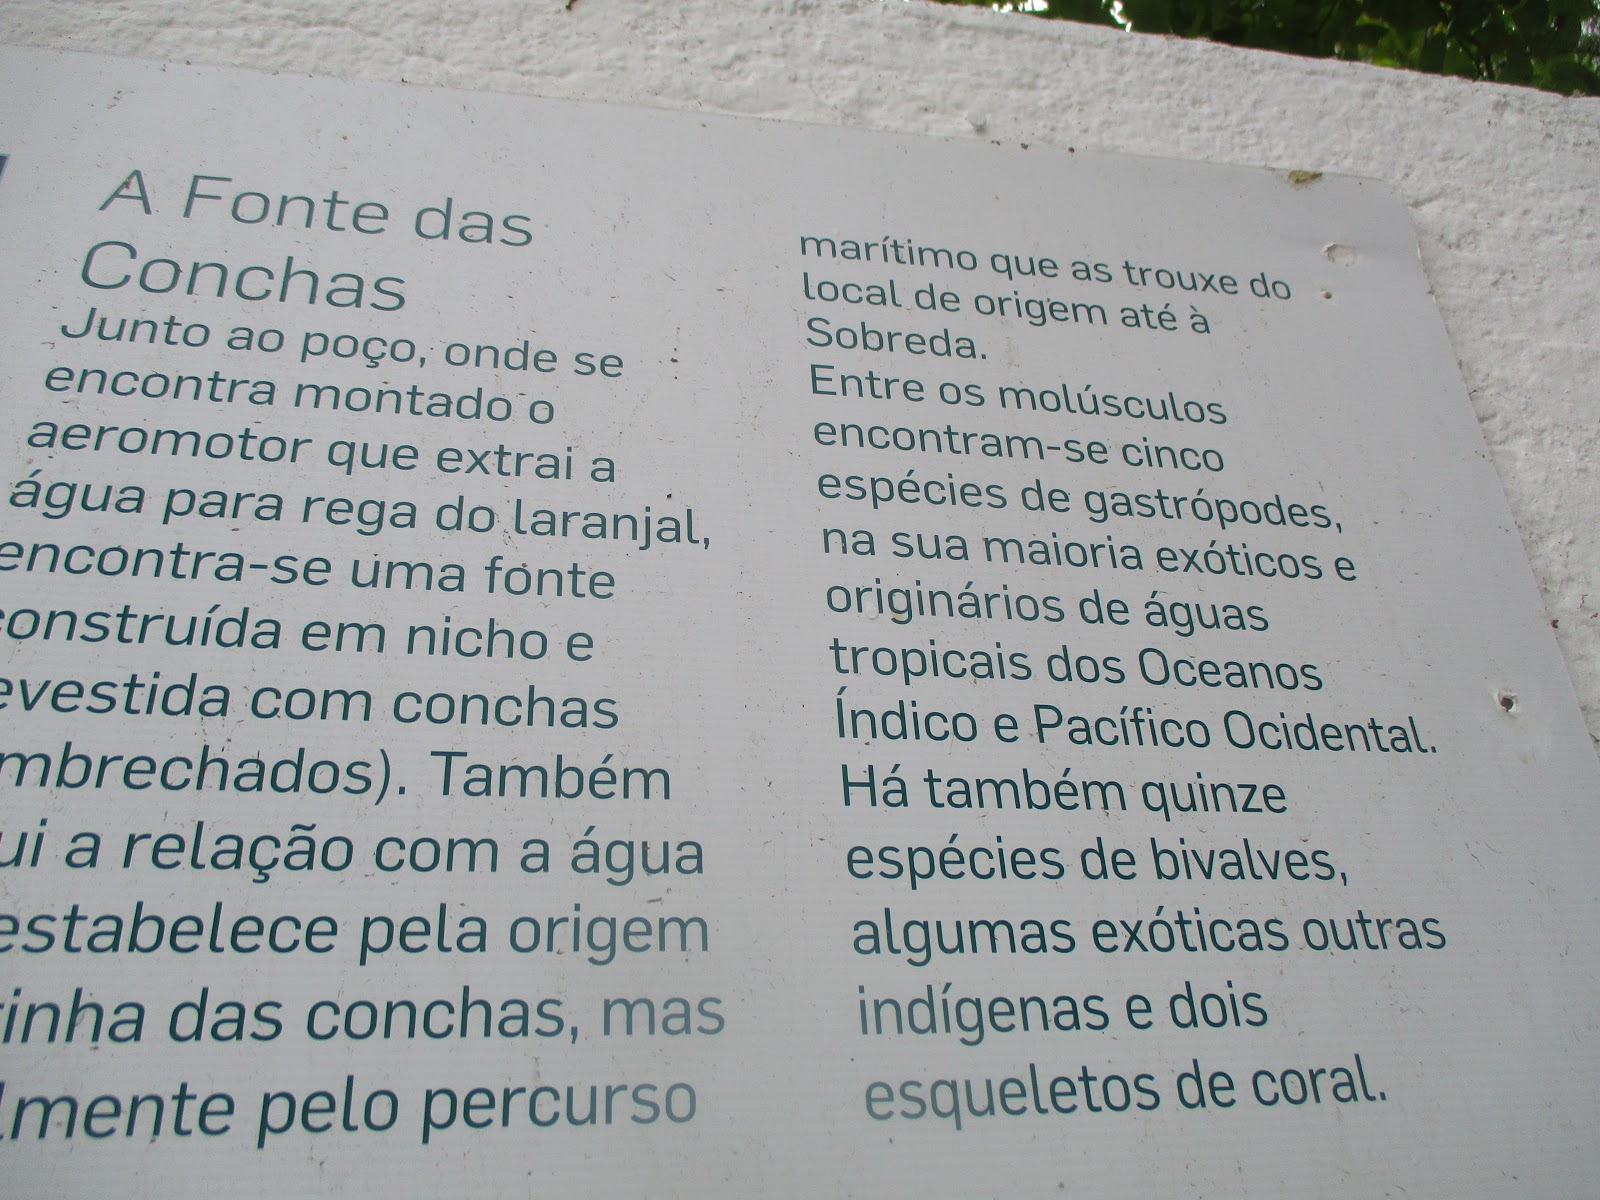 A Fonte das
Conchas
Junto ao poço, onde se
encontra montado o
aeromotor que extrai a
água para rega do laranjal,
encontra-se uma fonte
construída em nicho e
evestida com conchas
mbrechados). Também
ui a relação com a água
estabelece pela origem
inha das conchas, mas
lmente pelo percurso
marítimo que as trouxe do
local de origem até à
Sobreda.
Entre os molúsculos
encontram-se cinco
espécies de gastrópodes,
na sua maioria exóticos e
originários de águas
tropicais dos Oceanos
Índico e Pacífico Ocidental.
Há também quinze
espécies de bivalves,
algumas exóticas outras
indígenas e dois
esqueletos de coral.